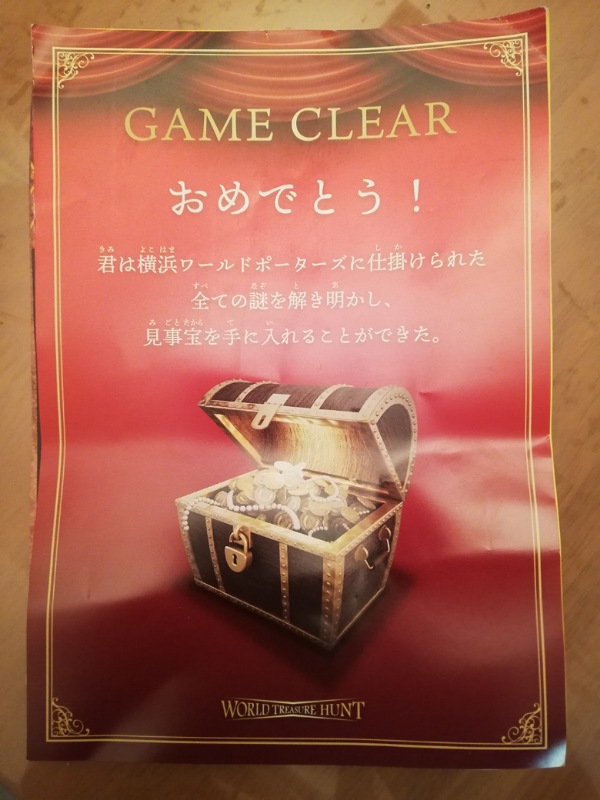 GAME CLEAR
おめでとう！
君は横浜ワールドポーターズに仕掛けられた
全ての謎を解き明かし、
見事宝を手に入れることができた。
WORLD TREASURE HUNT